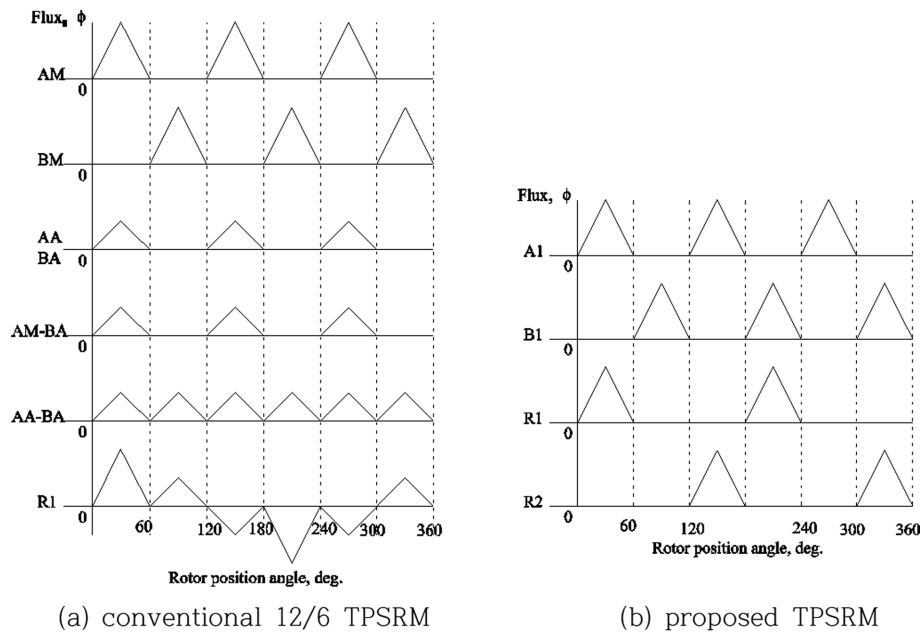 Flux, ϕ
AM
0
BM
0
AA
BA
0
AM-BA
0
AA-BA
0
R1
0
60 120 180 240 300 360
Rotor position angle, deg.
(a) conventional 12/6 TPSRM
Flux, ϕ
A1
0
B1
0
R1
0
R2
0
60 120 240 300 360
Rotor position angle, deg.
(b) proposed TPSRM